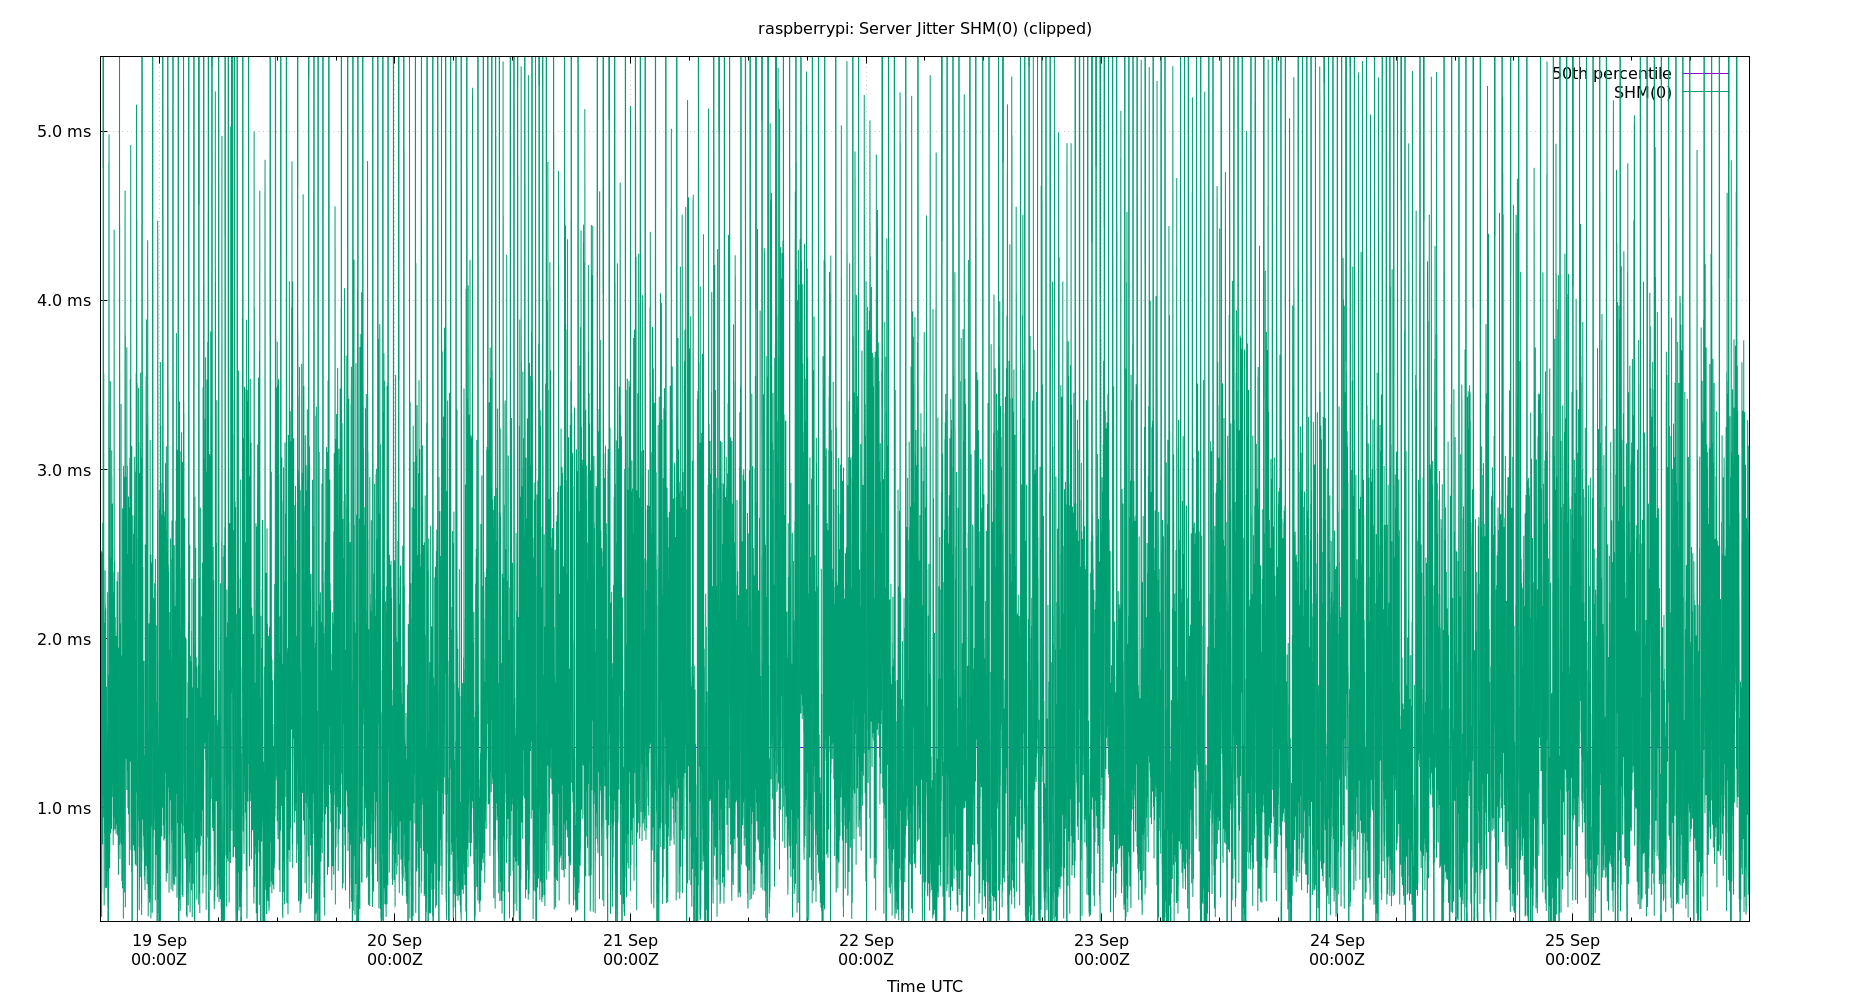 raspberrypi: Server Jitter SHM(0) (clipped)
50th percentile
SHM(0)
5.0 ms
4.0 ms
3.0 ms
2.0 ms
1.0 ms
19 Sep 20 Sep 21 Sep 22 Sep 23 Sep 24 Sep 25 Sep
00:00Z 00:00Z 00:00Z 00:00Z 00:00Z 00:00Z 00:00Z
Time UTC